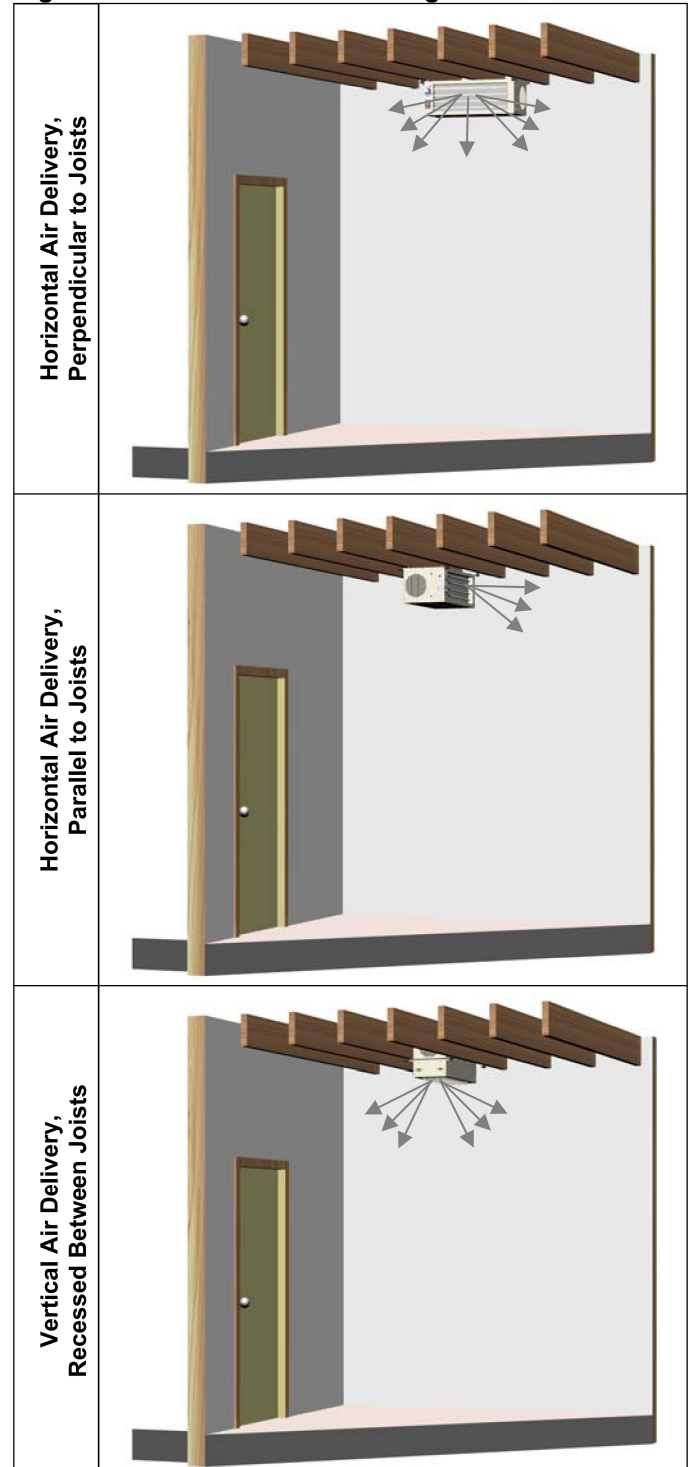 Horizontal Air Delivery,
Perpendicular to Joists
Horizontal Air Delivery,
Parallel to Joists
Vertical Air Delivery,
Recessed Between Joists